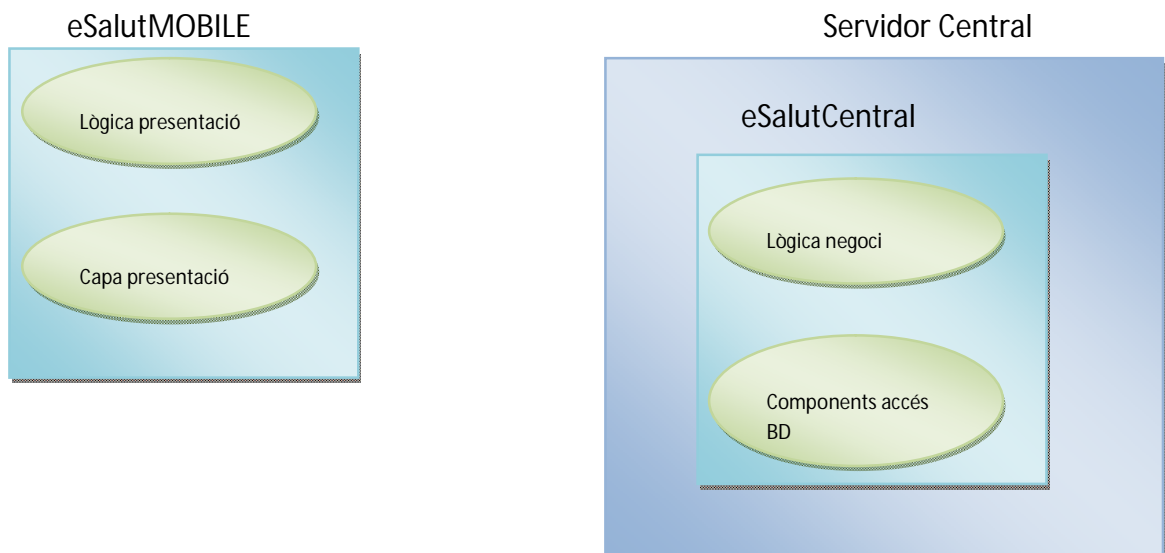 eSalutMOBILE
Lògica presentació
Capa presentació
Servidor Central
eSalutCentral
Lògica negoci
Components accés
BD